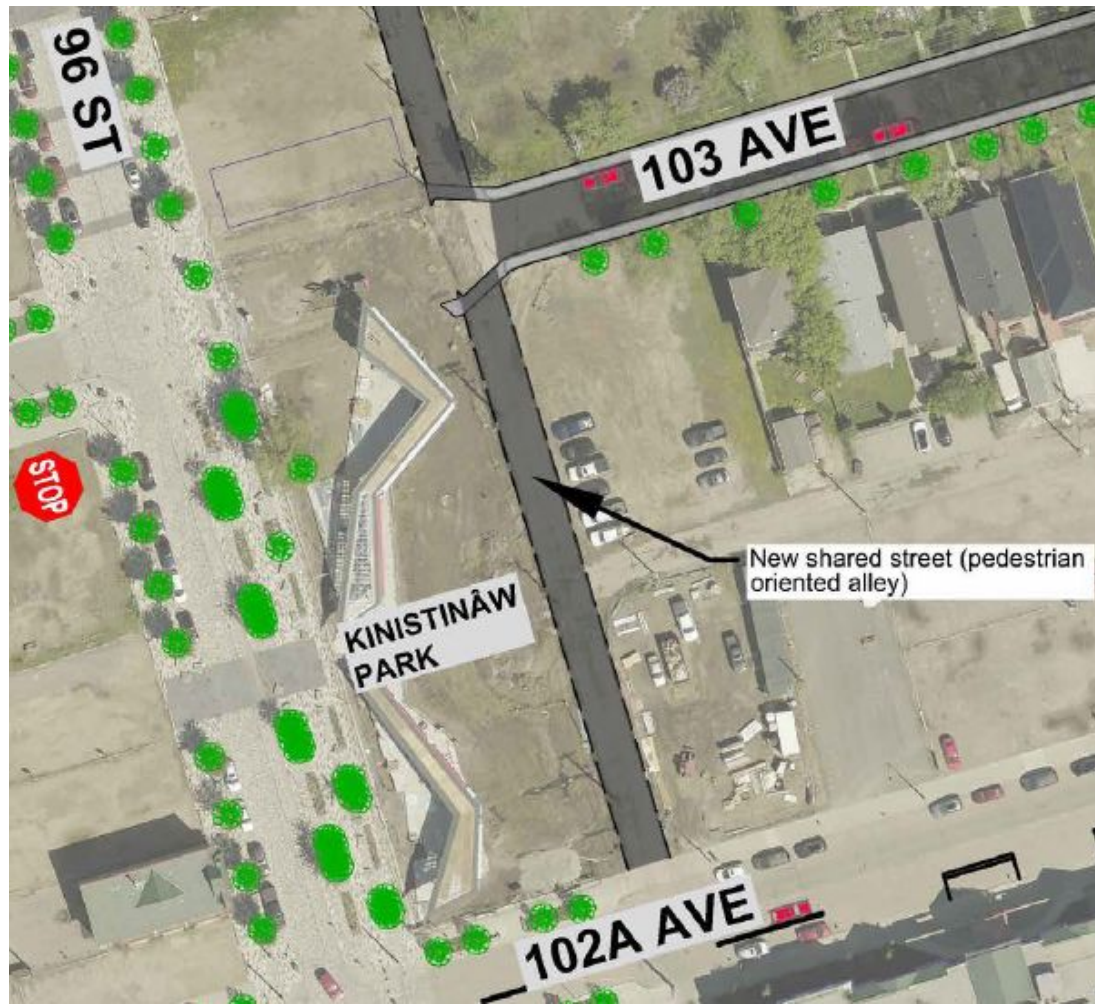 96 ST
103 AVE
STOP
New shared street (pedestrian
oriented alley)
KINISTINÂW
PARK
102A AVE